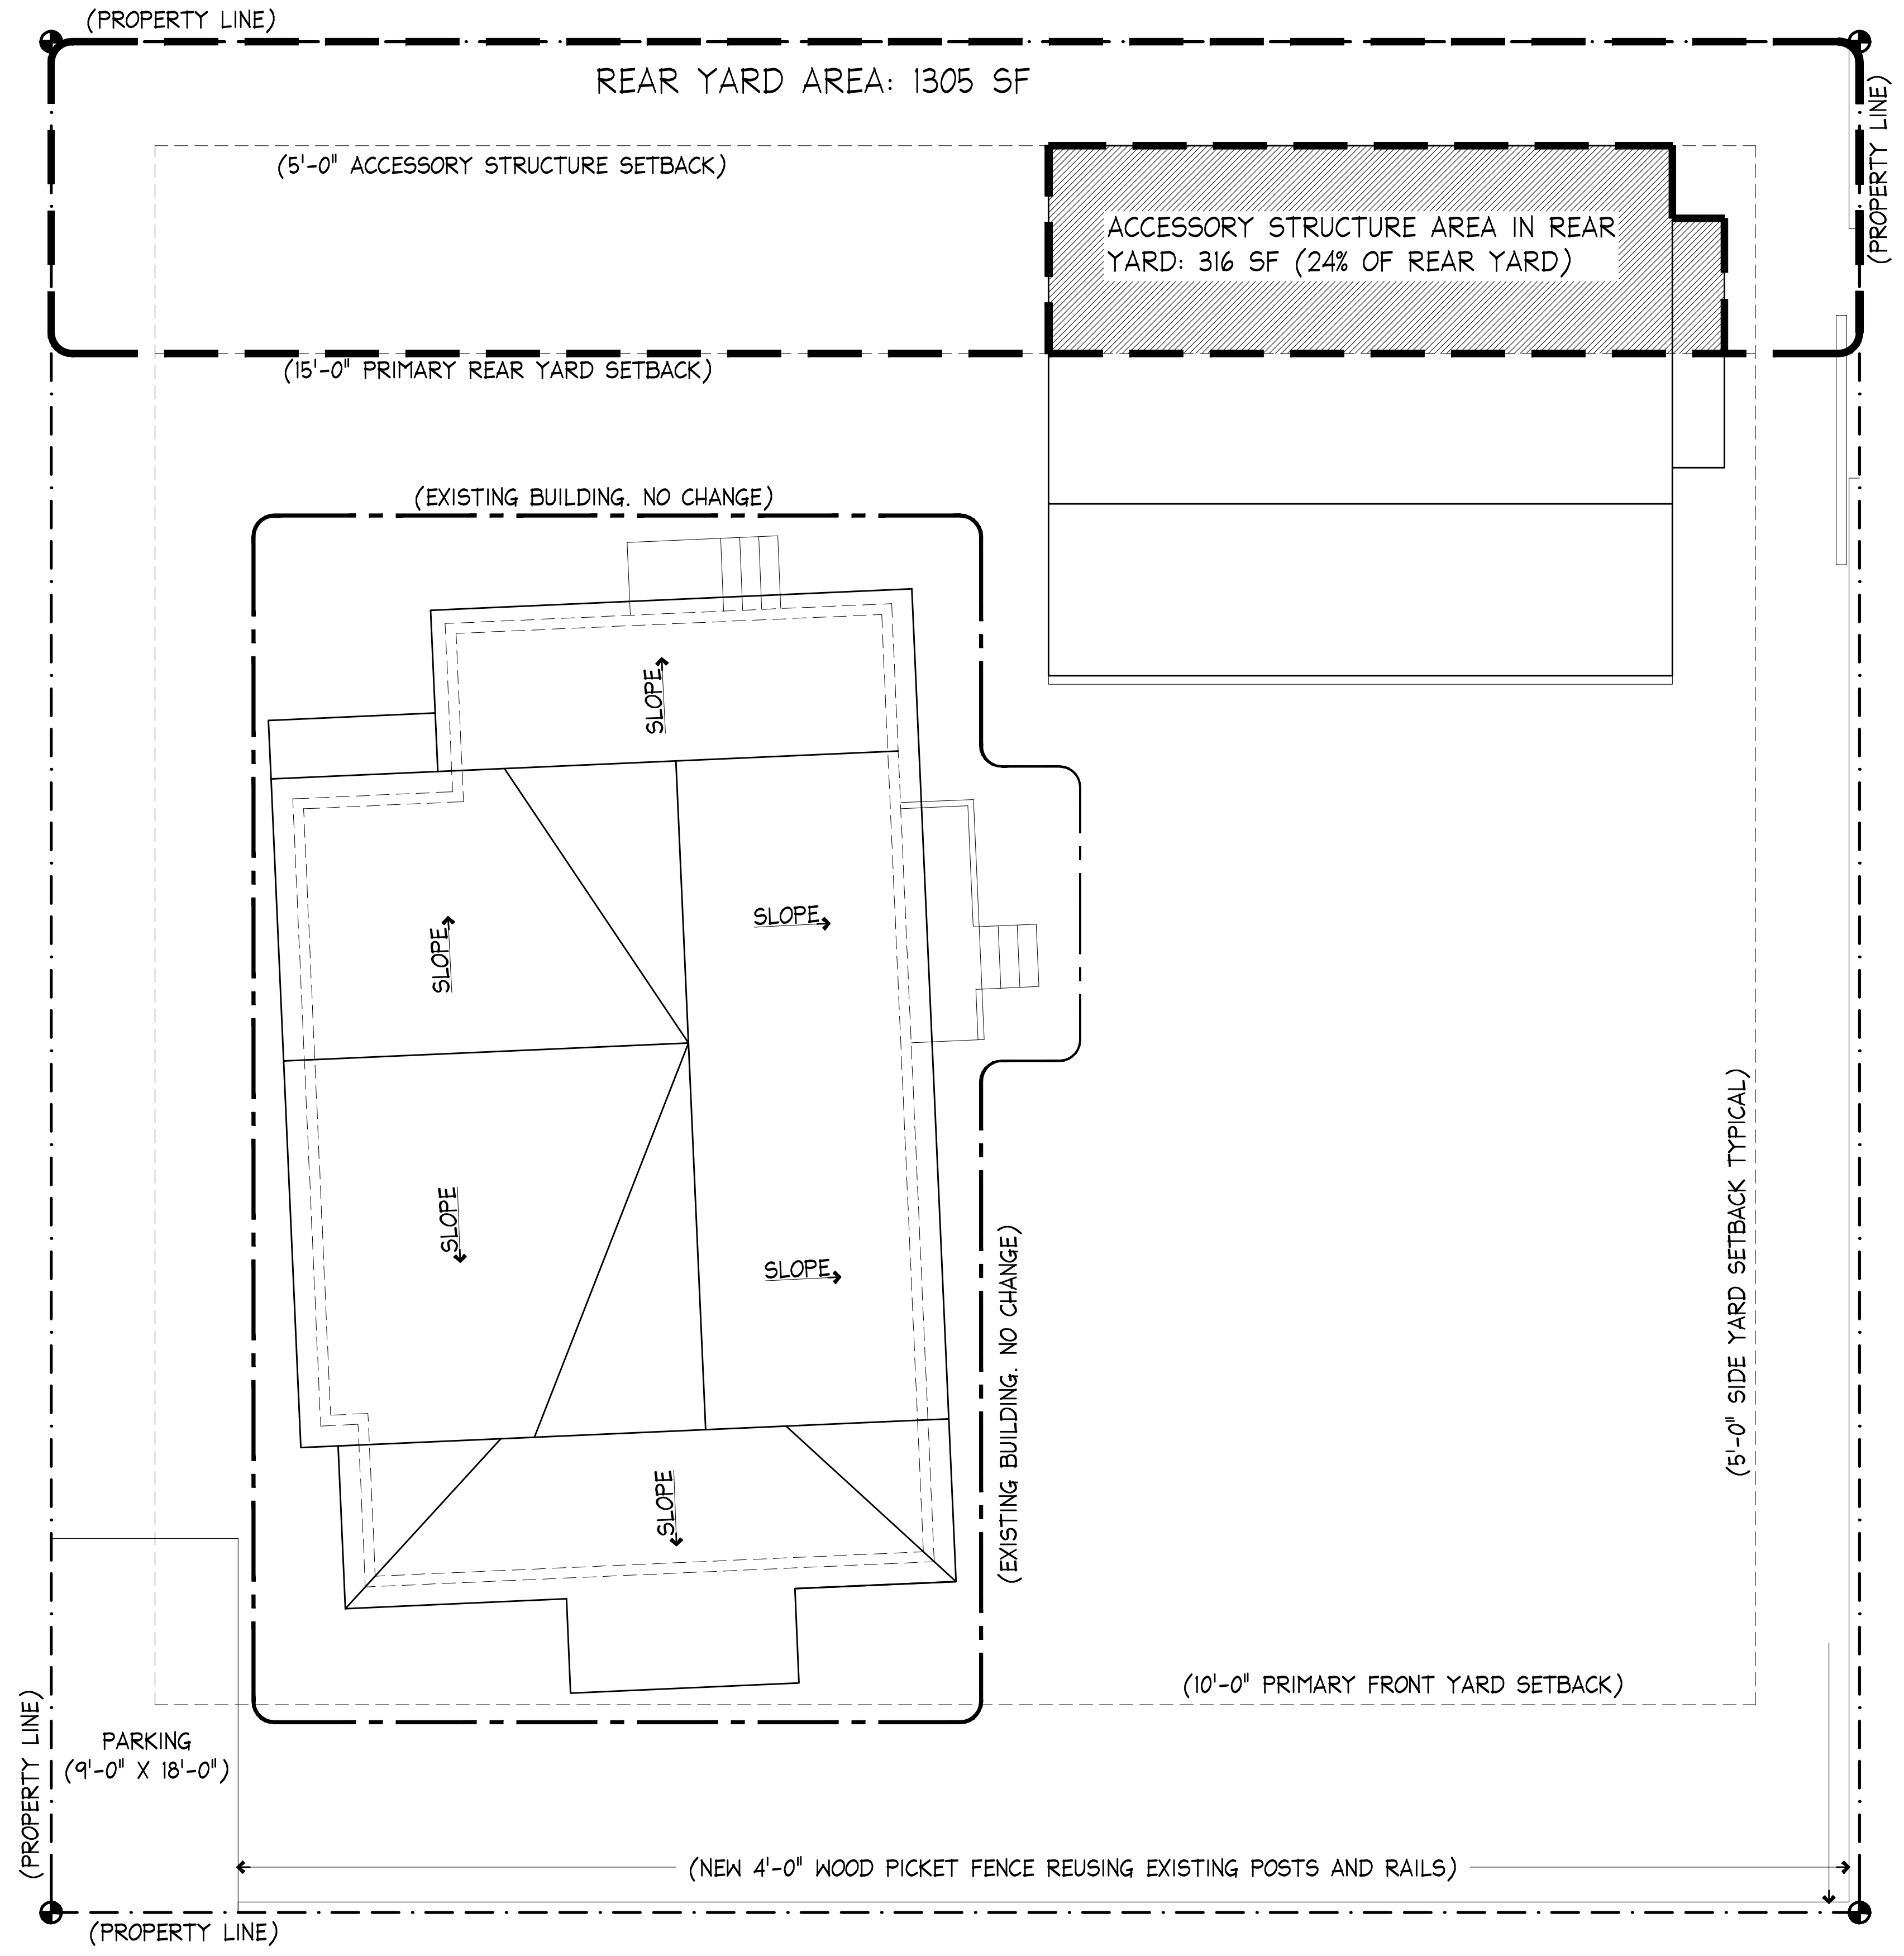 (PROPERTY LINE)
REAR YARD AREA: 1305 SF
(PROPERTY LINE)
(5'-0" ACCESSORY STRUCTURE SETBACK)
ACCESSORY STRUCTURE AREA IN REAR
YARD: 316 SF (24% OF REAR YARD)
(15'-0" PRIMARY REAR YARD SETBACK)
(EXISTING BUILDING. NO CHANGE)
SLOPE
SLOPE
SLOPE
SLOPE
SLOPE
SLOPE
(EXISTING BUILDING. NO CHANGE)
(5'-0" SIDE YARD SETBACK TYPICAL)
(10'-0" PRIMARY FRONT YARD SETBACK)
(PROPERTY LINE)
PARKING
(9'-0" X 18'-0")
(NEW 4'-0" WOOD PICKET FENCE REUSING EXISTING POSTS AND RAILS)
(PROPERTY LINE)